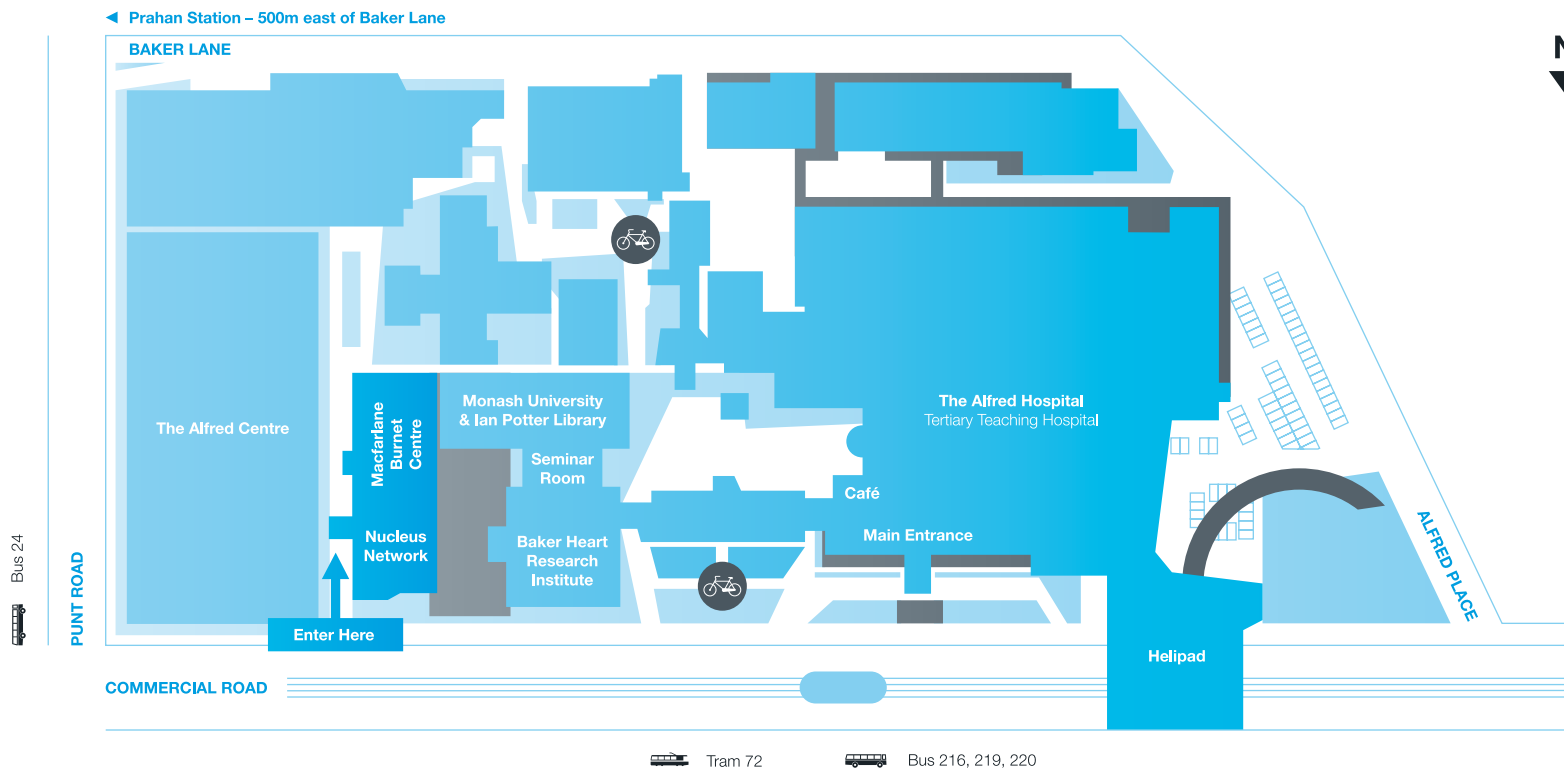 Prahan Station – 500m east of Baker Lane
BAKER LANE
N
The Alfred Centre
Macfarlane
Burnet
Centre
Monash University
& Ian Potter Library
Seminar
Room
The Alfred Hospital
Tertiary Teaching Hospital
Café
Main Entrance
Nucleus
Network
Baker Heart
Research
Institute
ALFRED PLACE
Bus 24
PUNT ROAD
Enter Here
Helipad
COMMERCIAL ROAD
Tram 72
Bus 216, 219, 220